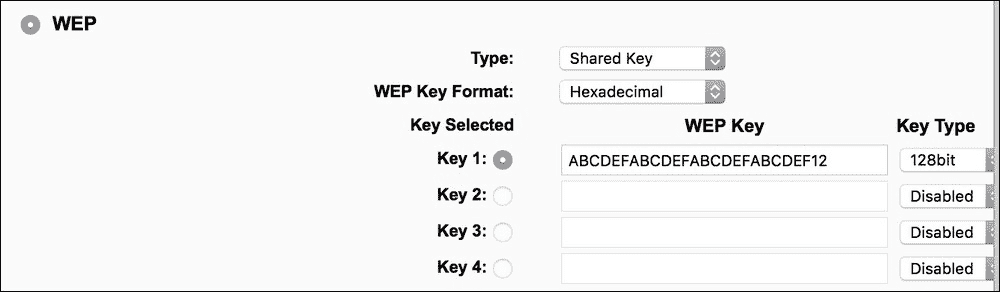 WEP
Type: Shared Key
WEP Key Format: Hexadecimal
Key Selected WEP Key Key Type
Key 1: ABCDEFABCDEFABCDEFABCDEF12 128bit
Key 2: Disabled
Key 3: Disabled
Key 4: Disabled